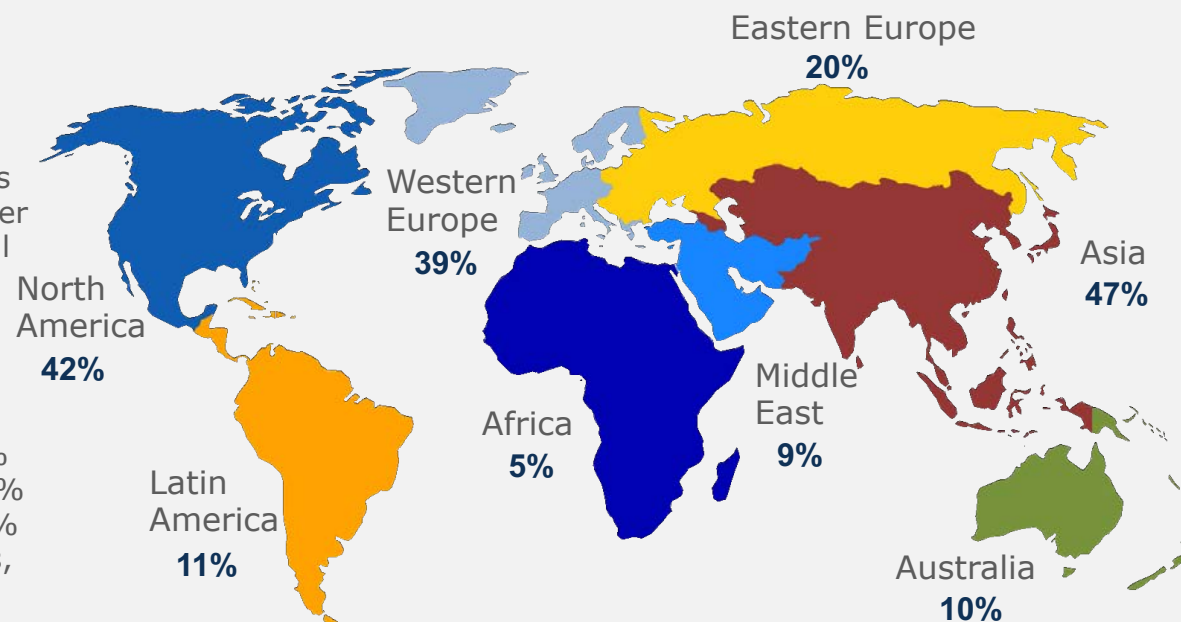 Eastern Europe
20%
Western
Europe
39%
Asia
47%
North
America
42%
Middle
East
9%
Africa
5%
Latin
America
11%
Australia
10%
%
%
%